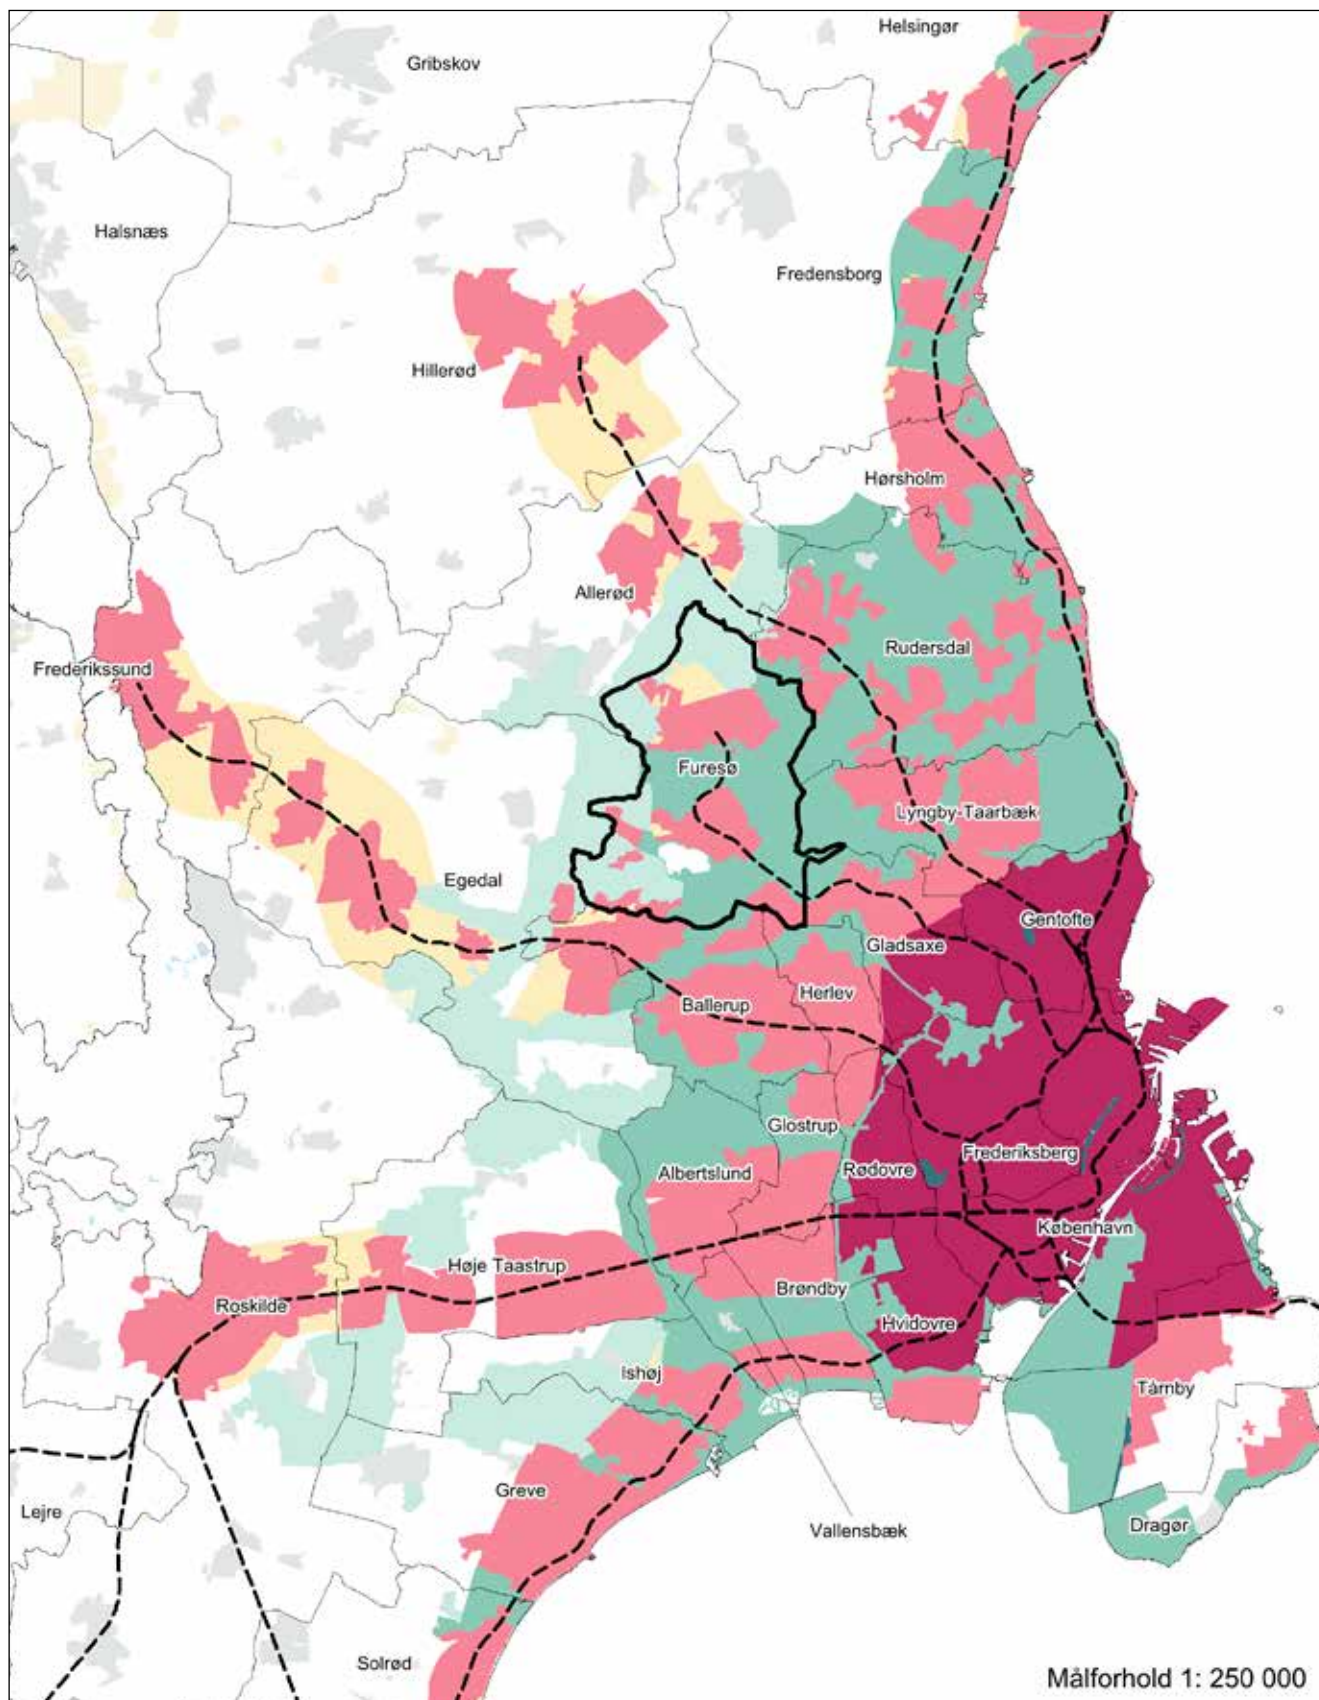 Helsingør
Gribskov
Halsnæs
Fredensborg
Hillerød
Hørsholm
Allerød
Rudersdal
Frederikssund
Furesø
Lyngby-Taarbæk
Egedal
Gentofte
Gladsaxe
Herlev
Ballerup
Glostrup
Frederiksberg
Albertslund
Rødovre
København
Høje Taastrup
Brøndby
Roskilde
Hvidovre
Ishøj
Tårnby
Greve
Lejre
Dragør
Vallensbæk
Solrød
Målforhold 1: 250 000